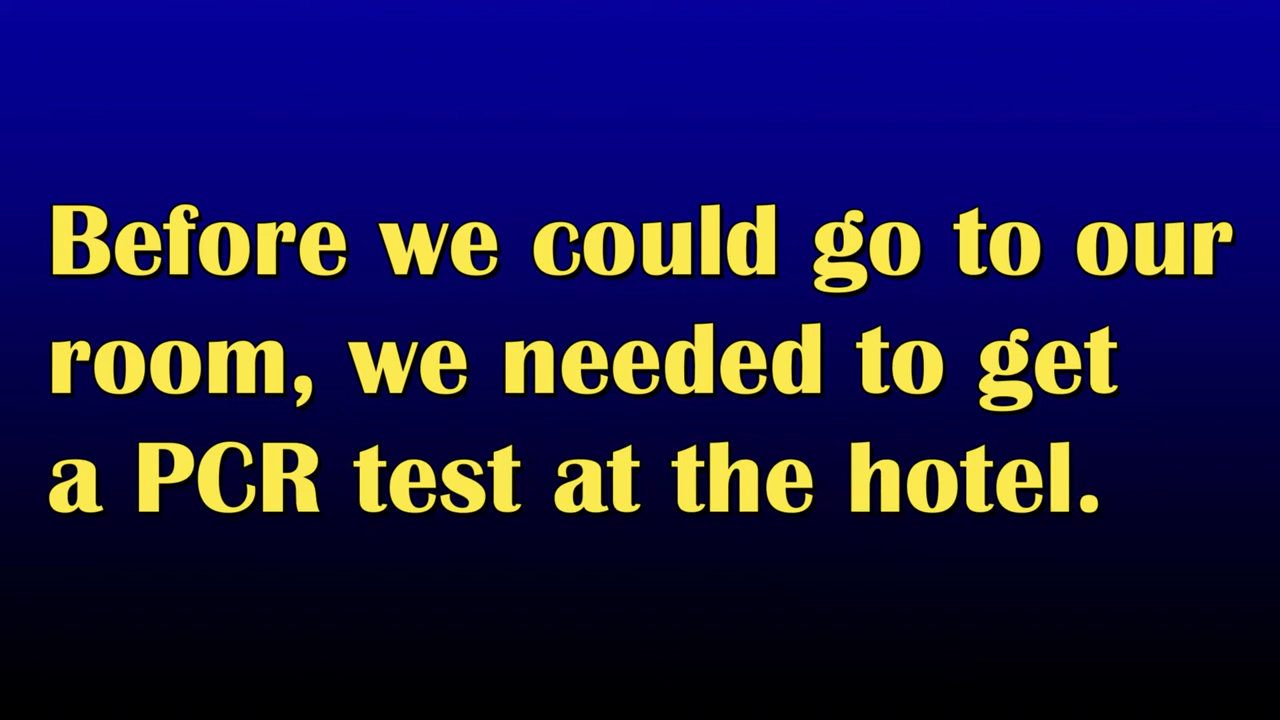 Before we could go to our
room, we needed to get
a PCR test at the hotel.